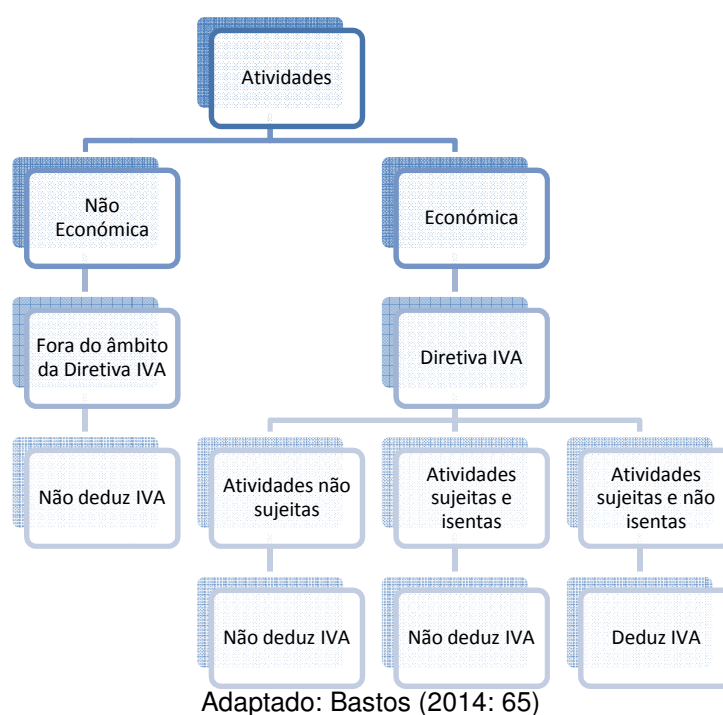 Atividades
Não
Económica
Económica
Fora do âmbito
da Diretiva IVA
Diretiva IVA
Não deduz IVA
Atividades não
sujeitas
Atividades
sujeitas e
isentas
Atividades
sujeitas e não
isentas
Não deduz IVA
Não deduz IVA
Deduz IVA
Adaptado: Bastos (2014: 65)